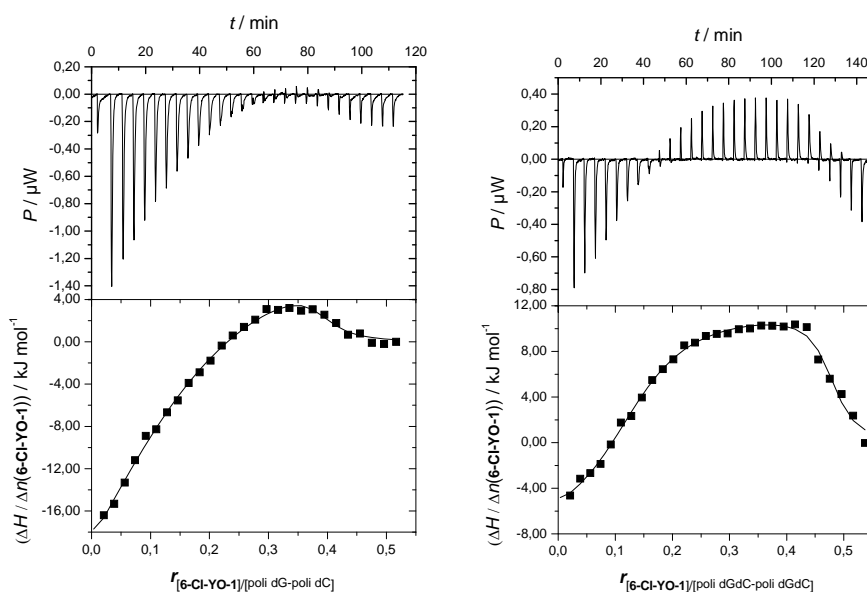 t / min
0 20 40 60 80 100 120
0,20
0,00
-0,20
-0,40
-0,60
-0,80
-1,00
-1,20
-1,40
P / µW
4,00
0,00
-4,00
-8,00
-12,00
-16,00
(ΔH / Δn(6-Cl-YO-1)) / kJ mol⁻¹
0,0 0,1 0,2 0,3 0,4 0,5
r[6-Cl-YO-1]/[poli dG-poli dC]
t / min
0 20 40 60 80 100 120 140
0,40
0,20
0,00
-0,20
-0,40
-0,60
-0,80
P / µW
12,00
8,00
4,00
0,00
-4,00
-8,00
(ΔH / Δn(6-Cl-YO-1)) / kJ mol⁻¹
0,0 0,1 0,2 0,3 0,4 0,5
r[6-Cl-YO-1]/[poli dGdC-poli dGdC]